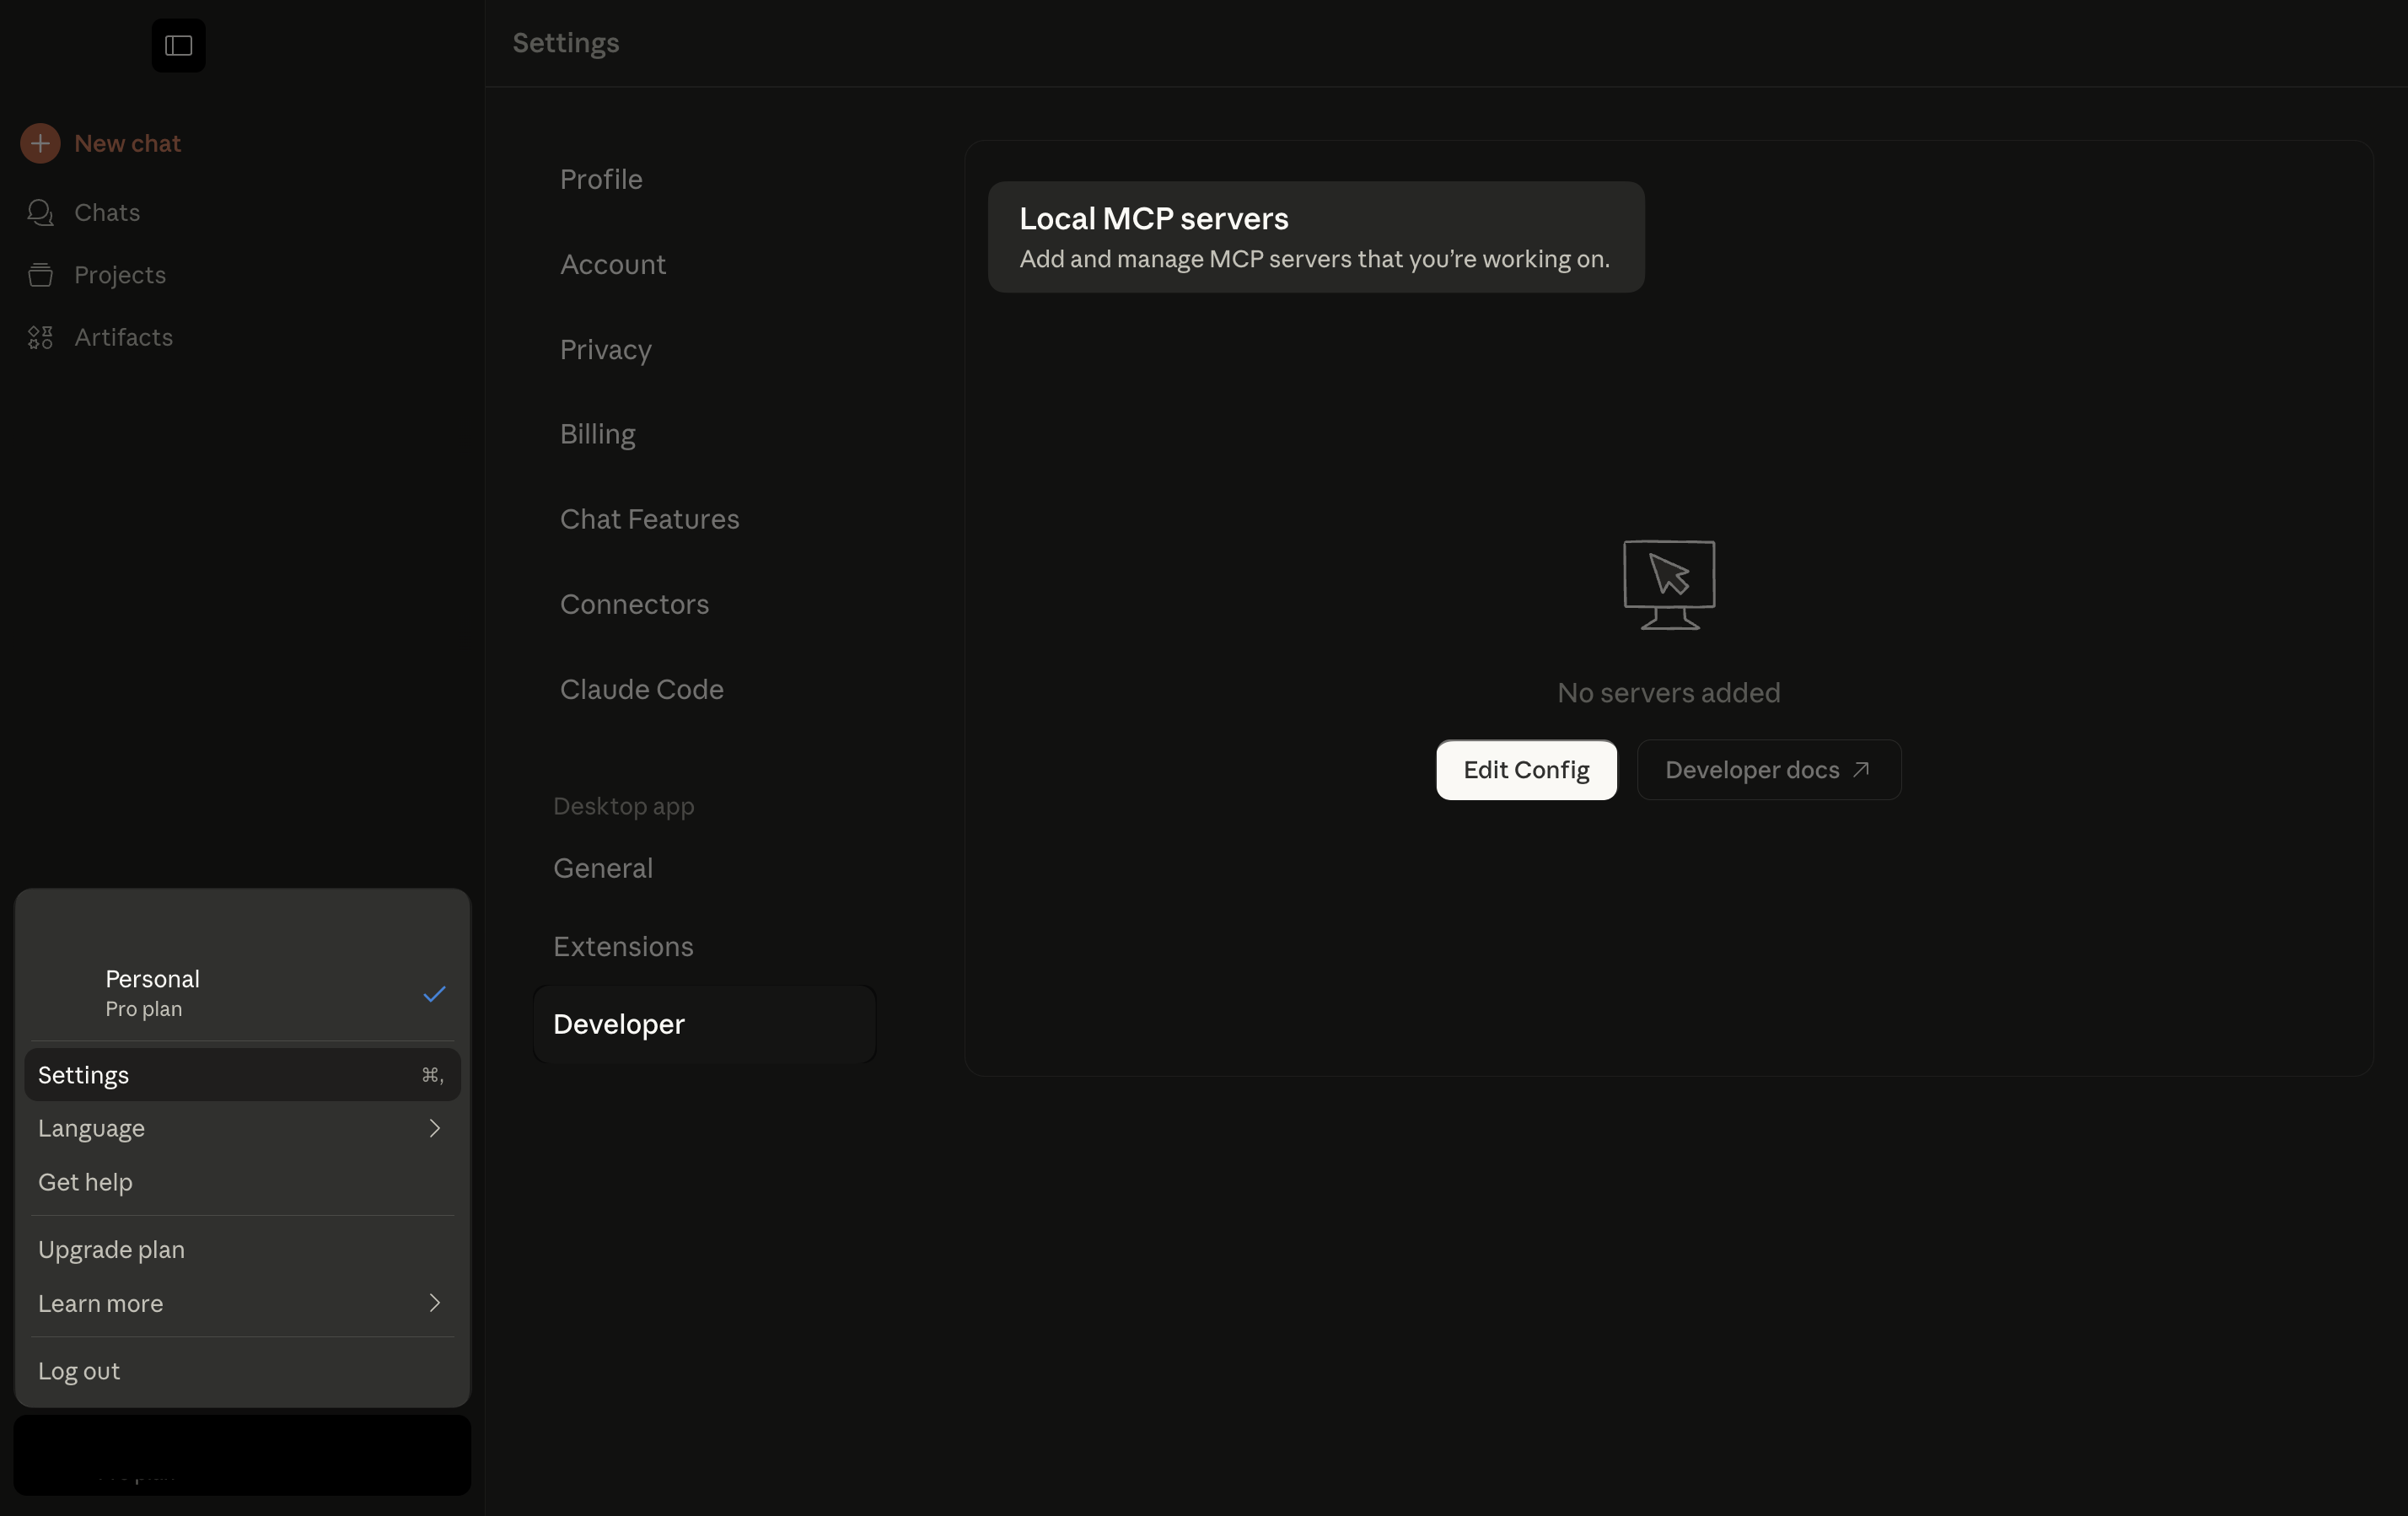 Settings
New chat
Chats
Projects
Artifacts
Personal
Pro plan
Settings ⌘,
Language
Get help
Upgrade plan
Learn more
Log out
Profile
Account
Privacy
Billing
Chat Features
Connectors
Claude Code
Desktop app
General
Extensions
Developer
Local MCP servers
Add and manage MCP servers that you’re working on.
No servers added
Edit Config
Developer docs